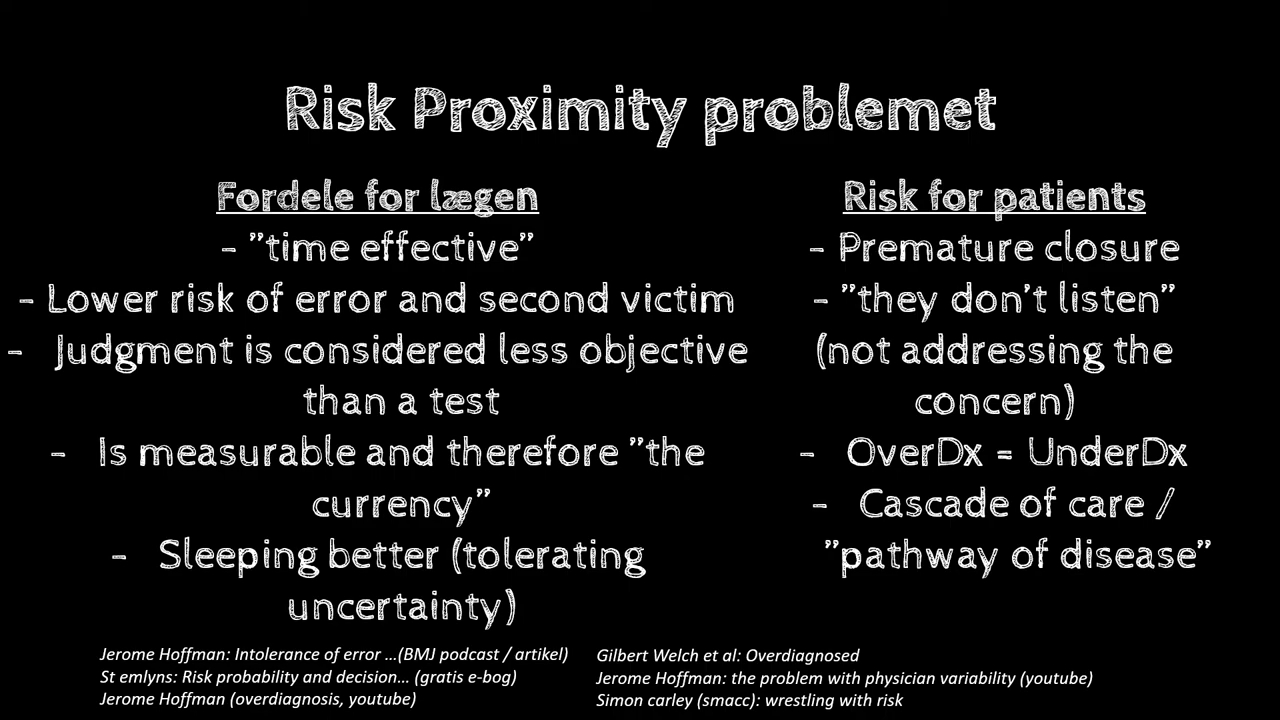 Risk Proximity problemet
Fordele for lægen
- "time effective"
- Lower risk of error and second victim
- Judgment is considered less objective
than a test
- Is measurable and therefore "the
currency"
- Sleeping better (tolerating
uncertainty)
Risk for patients
- Premature closure
- "they don't listen"
(not addressing the
concern)
- OverDx = UnderDx
- Cascade of care /
"pathway of disease"
Jerome Hoffman: Intolerance of error ...(BMJ podcast / artikel)
St emlyns: Risk probability and decision... (gratis e-bog)
Jerome Hoffman (overdiagnosis, youtube)
Gilbert Welch et al: Overdiagnosed
Jerome Hoffman: the problem with physician variability (youtube)
Simon carley (smacc): wrestling with risk